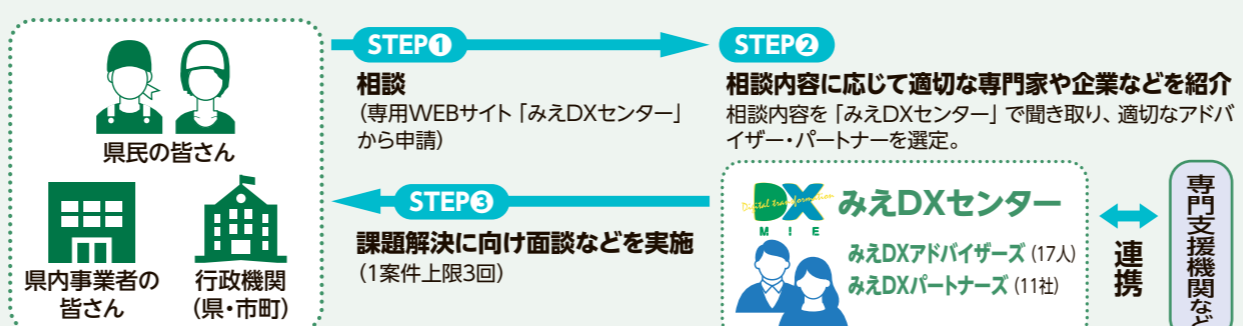 県民の皆さん
県内事業者の
皆さん
行政機関
(県・市町)
STEP❶
相談
(専用WEBサイト「みえDXセンター」
から申請)
STEP❷
相談内容に応じて適切な専門家や企業などを紹介
相談内容を「みえDXセンター」で聞き取り、適切なアドバ
イザー・パートナーを選定。
STEP❸
課題解決に向け面談などを実施
(1案件上限3回)
DX
Digital transformation
MIE
みえDXセンター
みえDXアドバイザーズ(17人)
みえDXパートナーズ(11社)
連携
専門支援機関など